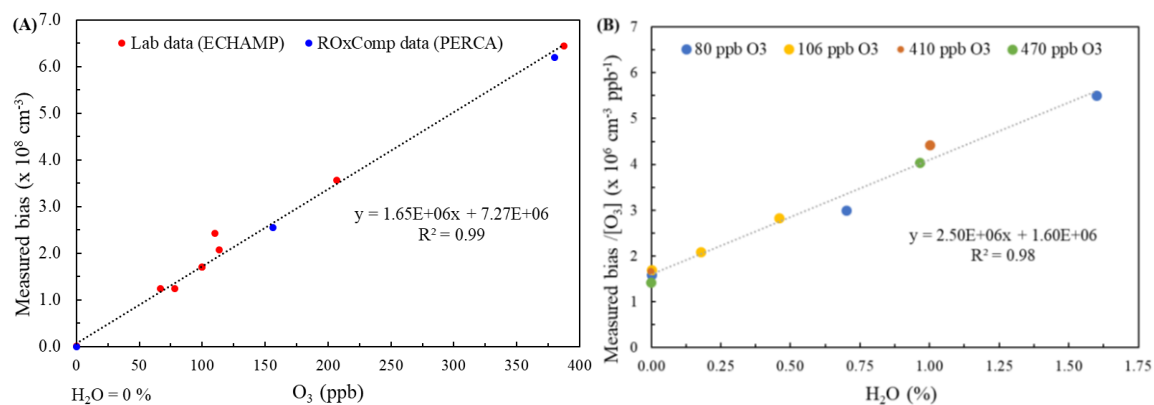 (A)
7.0
6.0
5.0
4.0
3.0
2.0
1.0
0.0
Measured bias (x 10⁸ cm⁻³)
Lab data (ECHAMP) ROxComp data (PERCA)
y = 1.65E+06x + 7.27E+06
R² = 0.99
0 50 100 150 200 250 300 350 400
H₂O = 0 %
O₃ (ppb)
(B)
7
6
5
4
3
2
1
0
Measured bias /[O₃] (x 10⁶ cm⁻³ ppb⁻¹)
80 ppb O3 106 ppb O3 410 ppb O3 470 ppb O3
y = 2.50E+06x + 1.60E+06
R² = 0.98
0.00 0.25 0.50 0.75 1.00 1.25 1.50 1.75
H₂O (%)